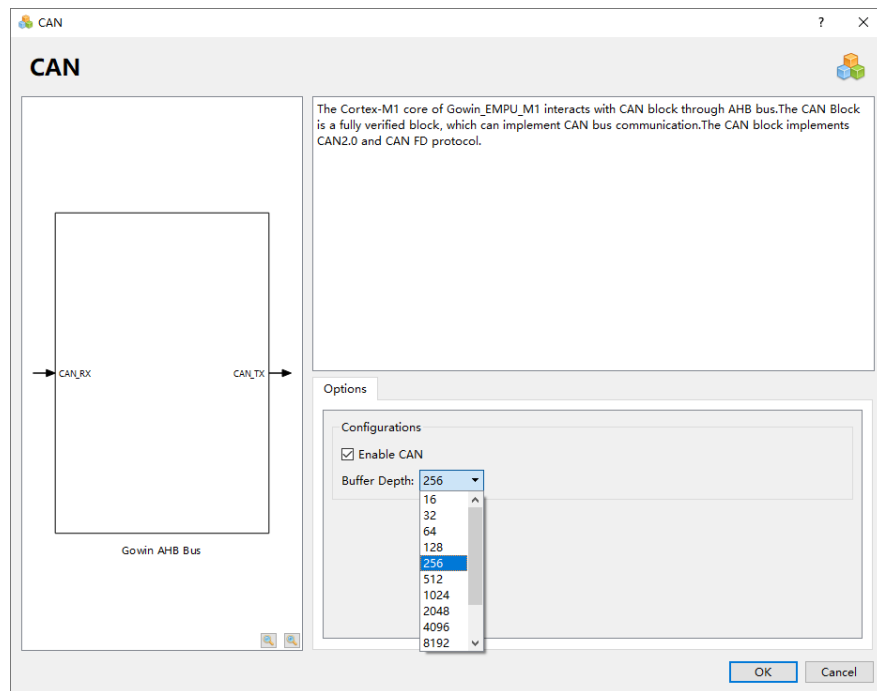 CAN
?
CAN
The Cortex-M1 core of Gowin_EMPU_M1 interacts with CAN block through AHB bus.The CAN Block
is a fully verified block, which can implement CAN bus communication.The CAN block implements
CAN2.0 and CAN FD protocol.
CAN_RX
CAN_TX
Gowin AHB Bus
Options
Configurations
Enable CAN
Buffer Depth: 256
16
32
64
128
256
512
1024
2048
4096
8192
OK
Cancel